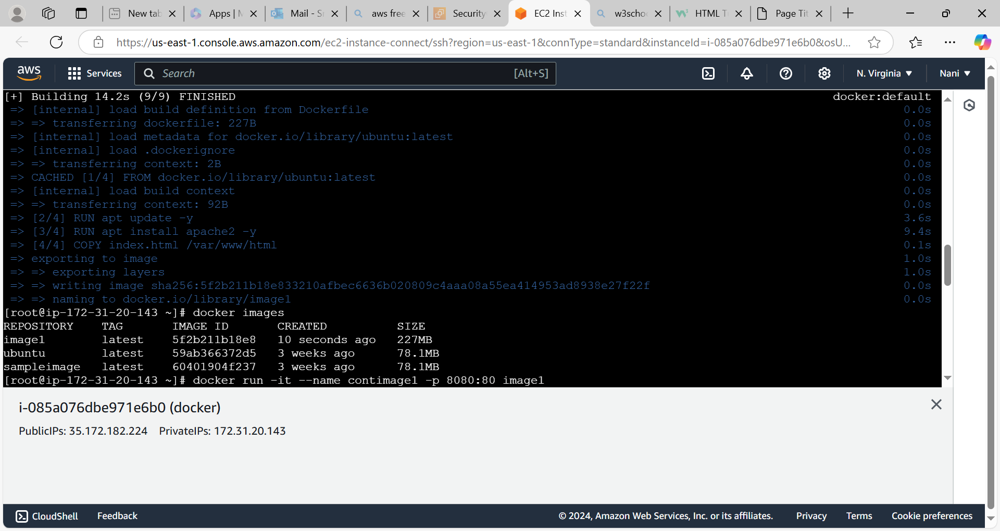 New tab
Apps | M
Mail - Sr
aws free
Security
EC2 Inst
w3scho
HTML T
Page Tit
https://us-east-1.console.aws.amazon.com/ec2-instance-connect/ssh?region=us-east-1&connType=standard&instanceId=i-085a076dbe971e6b0&osU...
aws
Services
Search
[Alt+S]
N. Virginia
Nani
[+] Building 14.2s (9/9) FINISHED docker:default
=> [internal] load build definition from Dockerfile 0.0s
=> => transferring dockerfile: 227B 0.0s
=> [internal] load metadata for docker.io/library/ubuntu:latest 0.0s
=> [internal] load .dockerignore 0.0s
=> => transferring context: 2B 0.0s
=> CACHED [1/4] FROM docker.io/library/ubuntu:latest 0.0s
=> [internal] load build context 0.0s
=> => transferring context: 92B 0.0s
=> [2/4] RUN apt update -y 3.6s
=> [3/4] RUN apt install apache2 -y 9.4s
=> [4/4] COPY index.html /var/www/html 0.1s
=> exporting to image 1.0s
=> => exporting layers 1.0s
=> => writing image sha256:5f2b211b18e833210afbec6636b020809c4aaa08a55ea414953ad8938e27f22f 0.0s
=> => naming to docker.io/library/image1 0.0s
[root@ip-172-31-20-143 ~]# docker images
REPOSITORY TAG IMAGE ID CREATED SIZE
image1 latest 5f2b211b18e8 10 seconds ago 227MB
ubuntu latest 59ab366372d5 3 weeks ago 78.1MB
sampleimage latest 60401904f237 3 weeks ago 78.1MB
[root@ip-172-31-20-143 ~]# docker run -it --name contimage1 -p 8080:80 image1
i-085a076dbe971e6b0 (docker)
PublicIPs: 35.172.182.224 PrivateIPs: 172.31.20.143
CloudShell
Feedback
© 2024, Amazon Web Services, Inc. or its affiliates.
Privacy
Terms
Cookie preferences